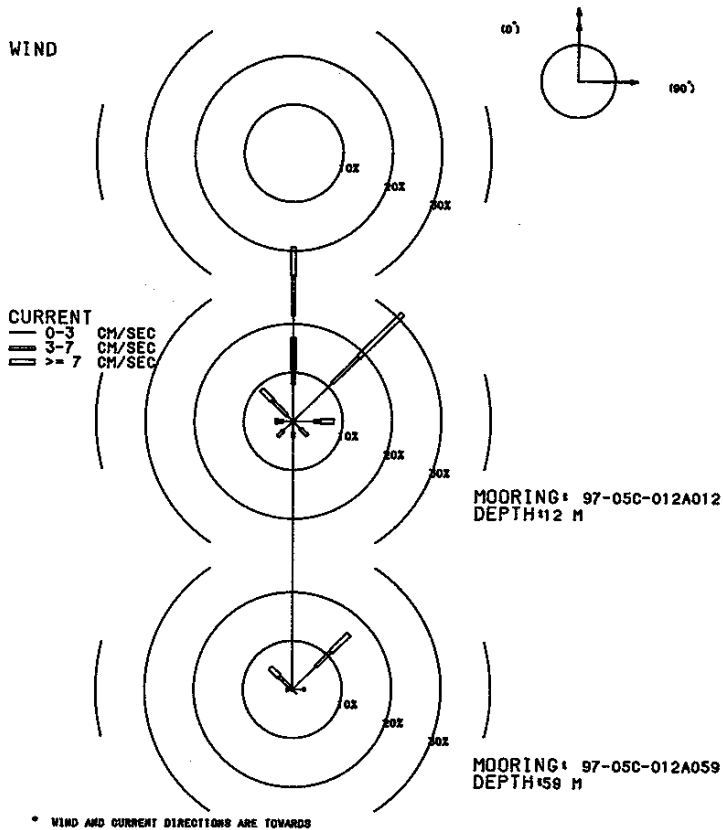 WIND
(0°)
(90°)
10%
20%
30%
CURRENT
0-3 CM/SEC
3-7 CM/SEC
>= 7 CM/SEC
10%
20%
30%
MOORING: 97-05C-012A012
DEPTH:12 M
10%
20%
30%
MOORING: 97-05C-012A059
DEPTH:59 M
* WIND AND CURRENT DIRECTIONS ARE TOWARDS